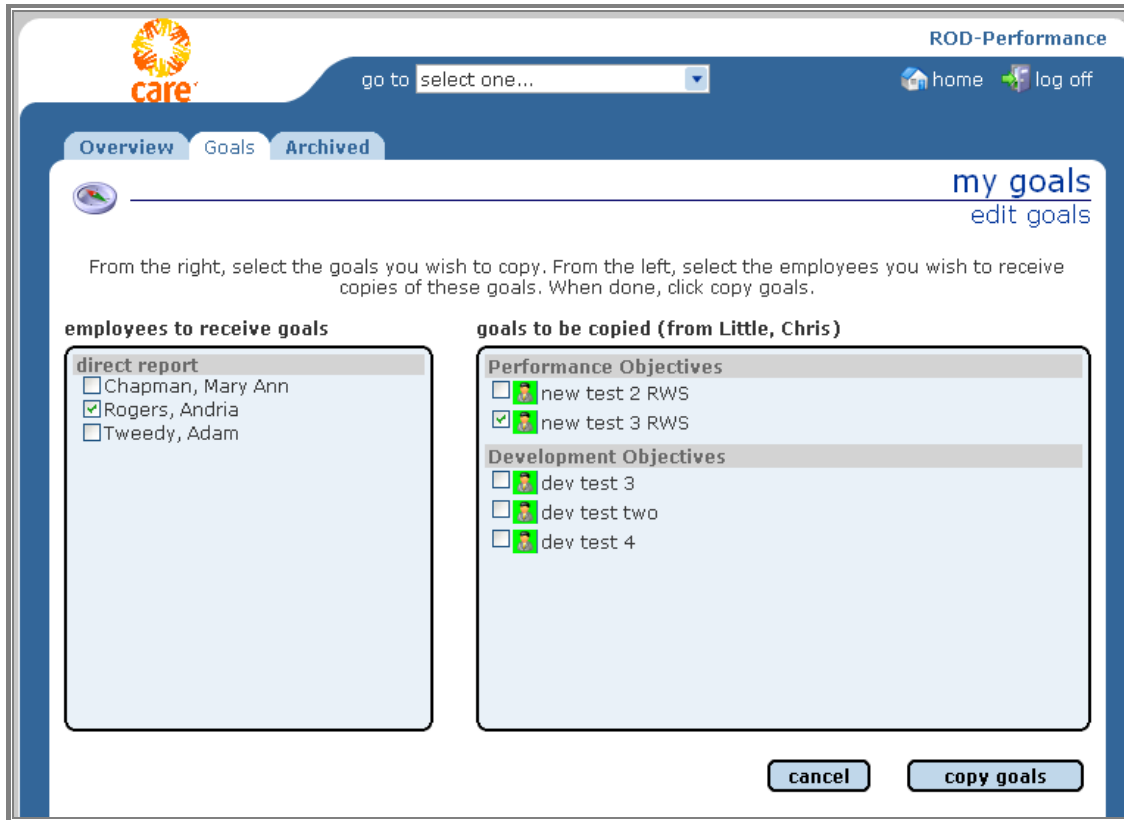 ROD-Performance
care
go to select one...
home log off
Overview Goals Archived
my goals
edit goals
From the right, select the goals you wish to copy. From the left, select the employees you wish to receive
copies of these goals. When done, click copy goals.
employees to receive goals
direct report
Chapman, Mary Ann
Rogers, Andria
Tweedy, Adam
goals to be copied (from Little, Chris)
Performance Objectives
new test 2 RWS
new test 3 RWS
Development Objectives
dev test 3
dev test two
dev test 4
cancel copy goals